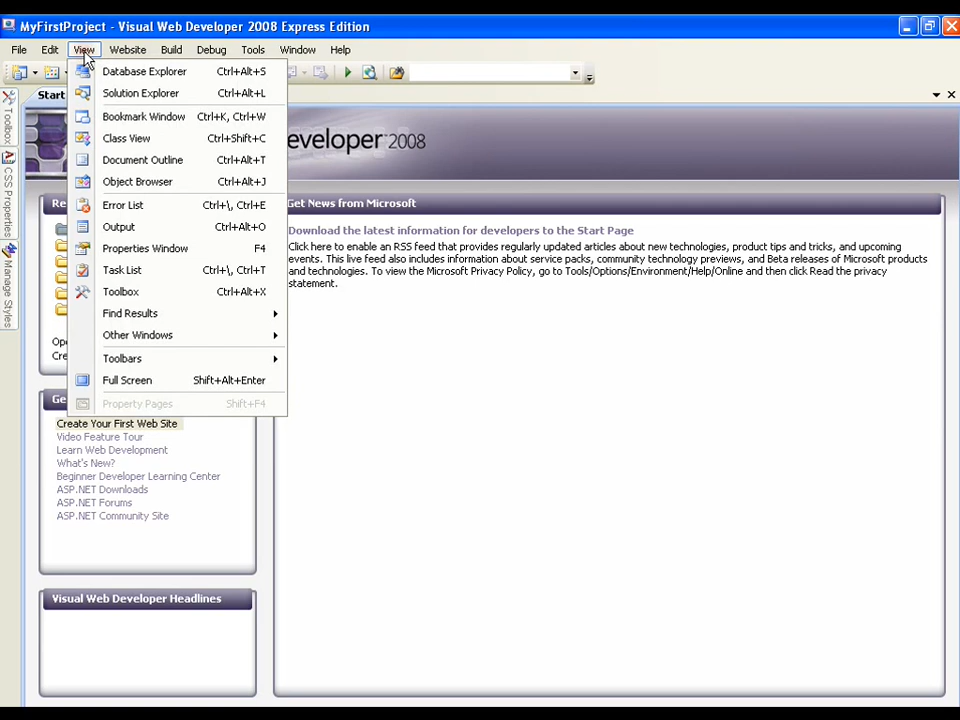 MyFirstProject - Visual Web Developer 2008 Express Edition
File Edit View Website Build Debug Tools Window Help
Database Explorer Ctrl+Alt+S
Solution Explorer Ctrl+Alt+L
Bookmark Window Ctrl+K, Ctrl+W
Class View Ctrl+Shift+C
Document Outline Ctrl+Alt+T
Object Browser Ctrl+Alt+J
Error List Ctrl+\, Ctrl+E
Output Ctrl+Alt+O
Properties Window F4
Task List Ctrl+\, Ctrl+T
Toolbox Ctrl+Alt+X
Find Results
Other Windows
Toolbars
Full Screen Shift+Alt+Enter
Property Pages Shift+F4
Toolbox
CSS Properties
Manage Styles
Start
eveloper 2008
Re
Ope
Cre
Ge
Create Your First Web Site
Video Feature Tour
Learn Web Development
What's New?
Beginner Developer Learning Center
ASP.NET Downloads
ASP.NET Forums
ASP.NET Community Site
Visual Web Developer Headlines
Get News from Microsoft
Download the latest information for developers to the Start Page
Click here to enable an RSS feed that provides regularly updated articles about new technologies, product tips and tricks, and upcoming
events. This live feed also includes information about service packs, community technology previews, and Beta releases of Microsoft products
and technologies. To view the Microsoft Privacy Policy, go to Tools/Options/Environment/Help/Online and then click Read the privacy
statement.